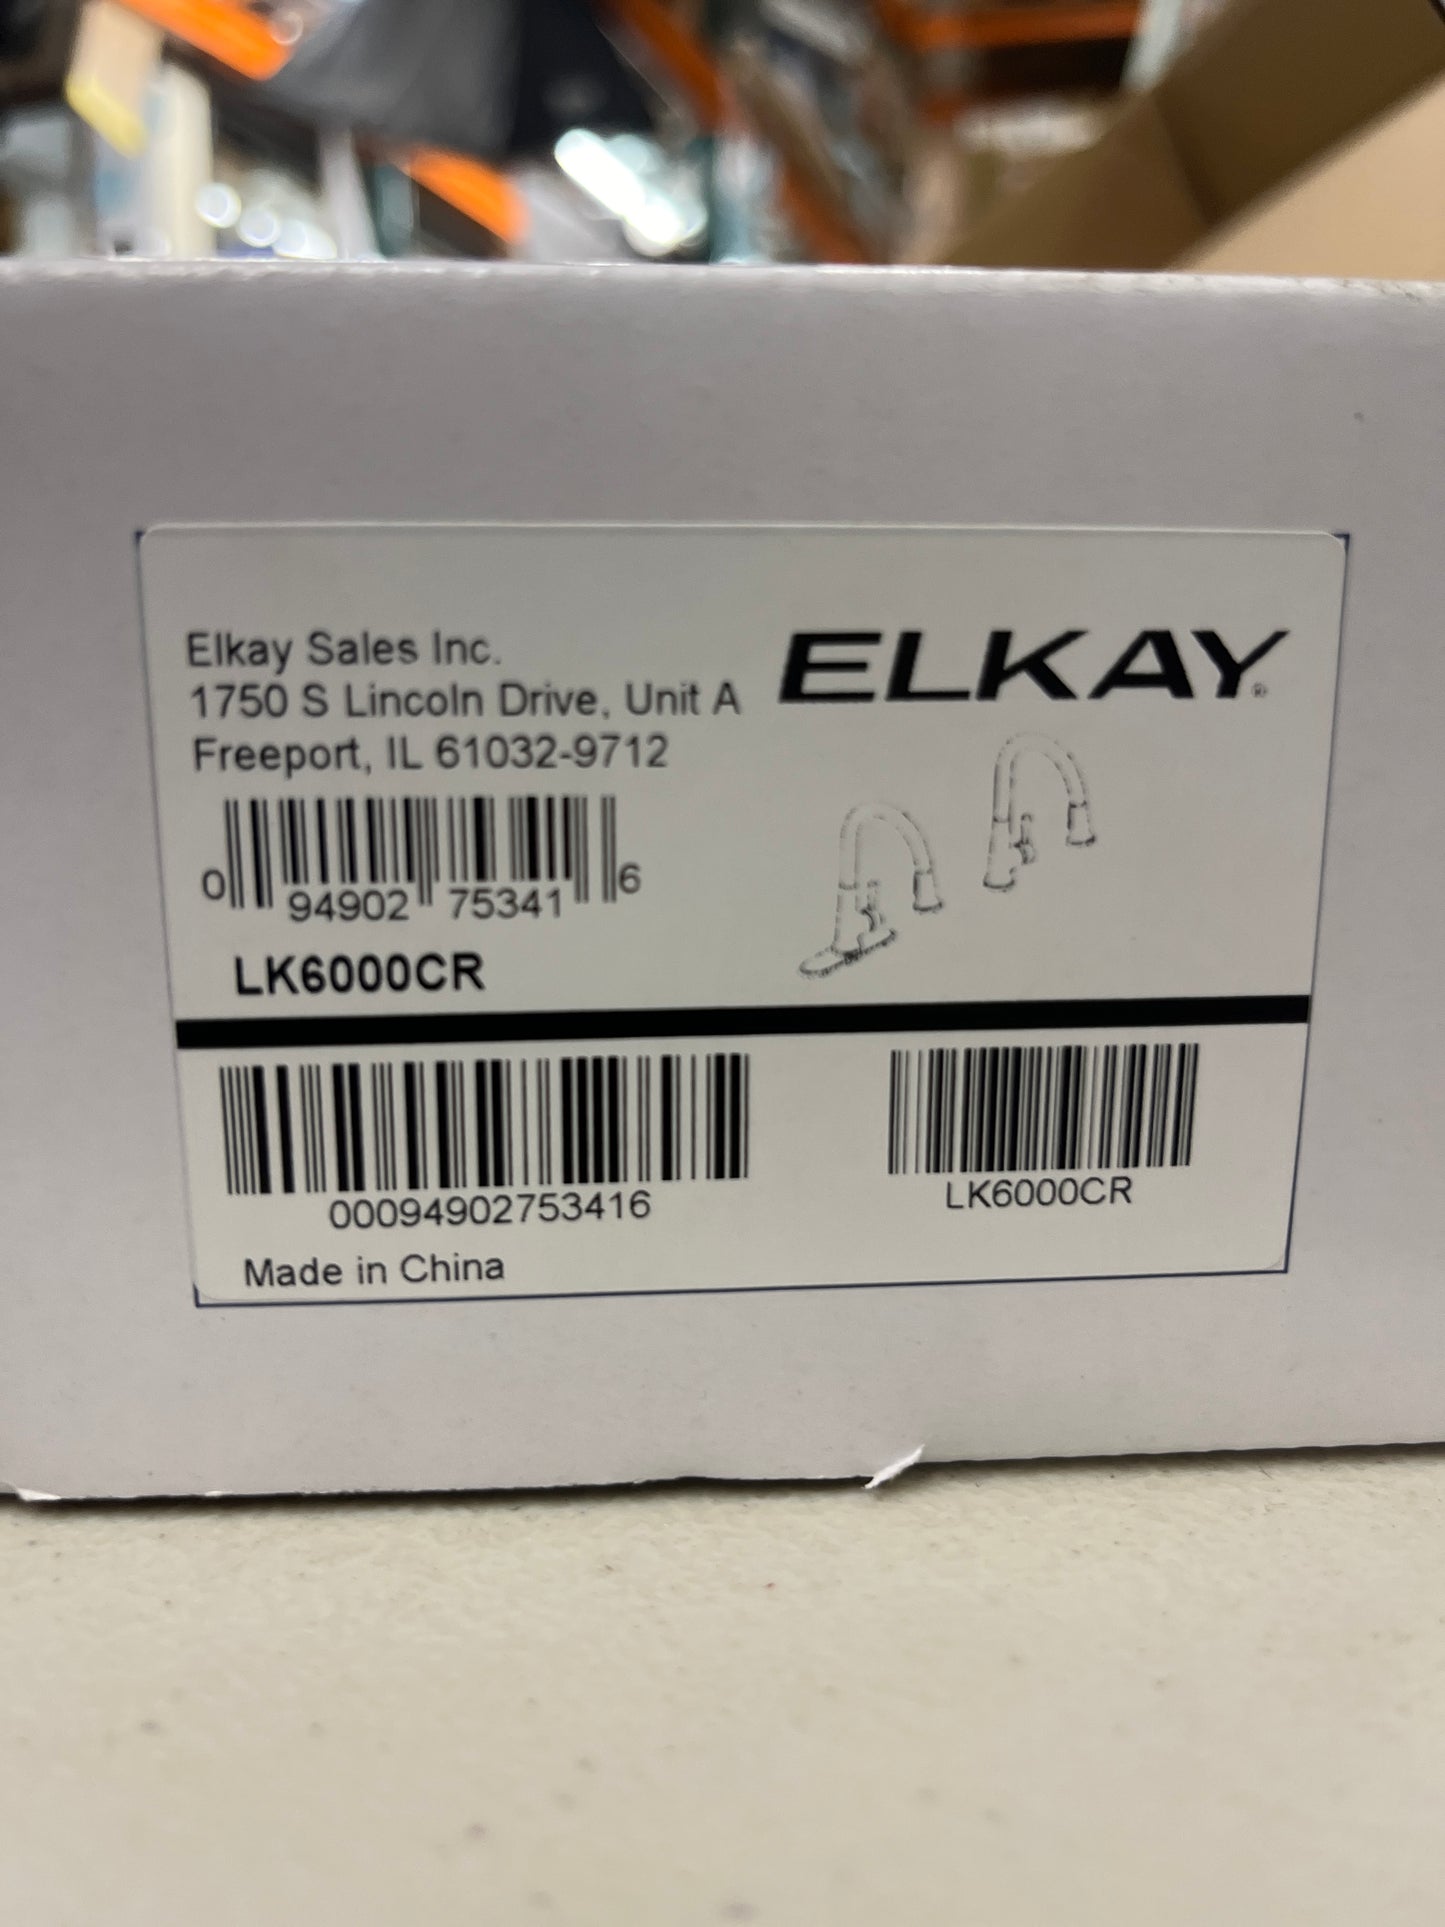 Elkay Sales Inc.
1750 S Lincoln Drive, Unit A
Freeport, IL 61032-9712
ELKAY®
0 94902 75341 6
LK6000CR
00094902753416
LK6000CR
Made in China